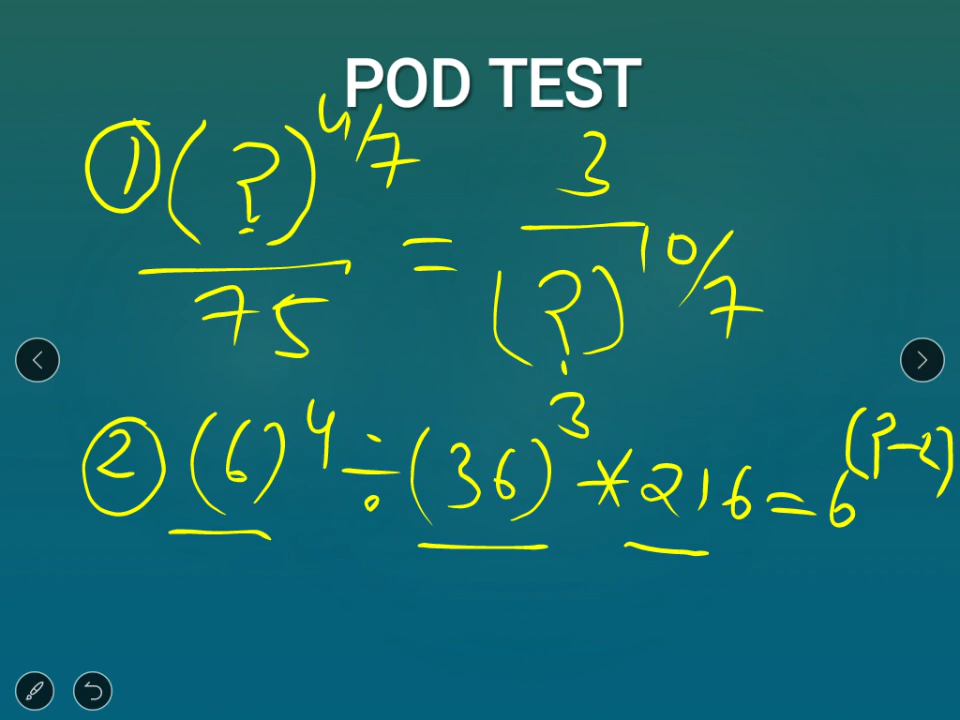 POD TEST
① (?)^4/7 / 75 = 3 / (?)^10/7
② (6)^4 ÷ (36)^3 * 216 = 6^(?-2)